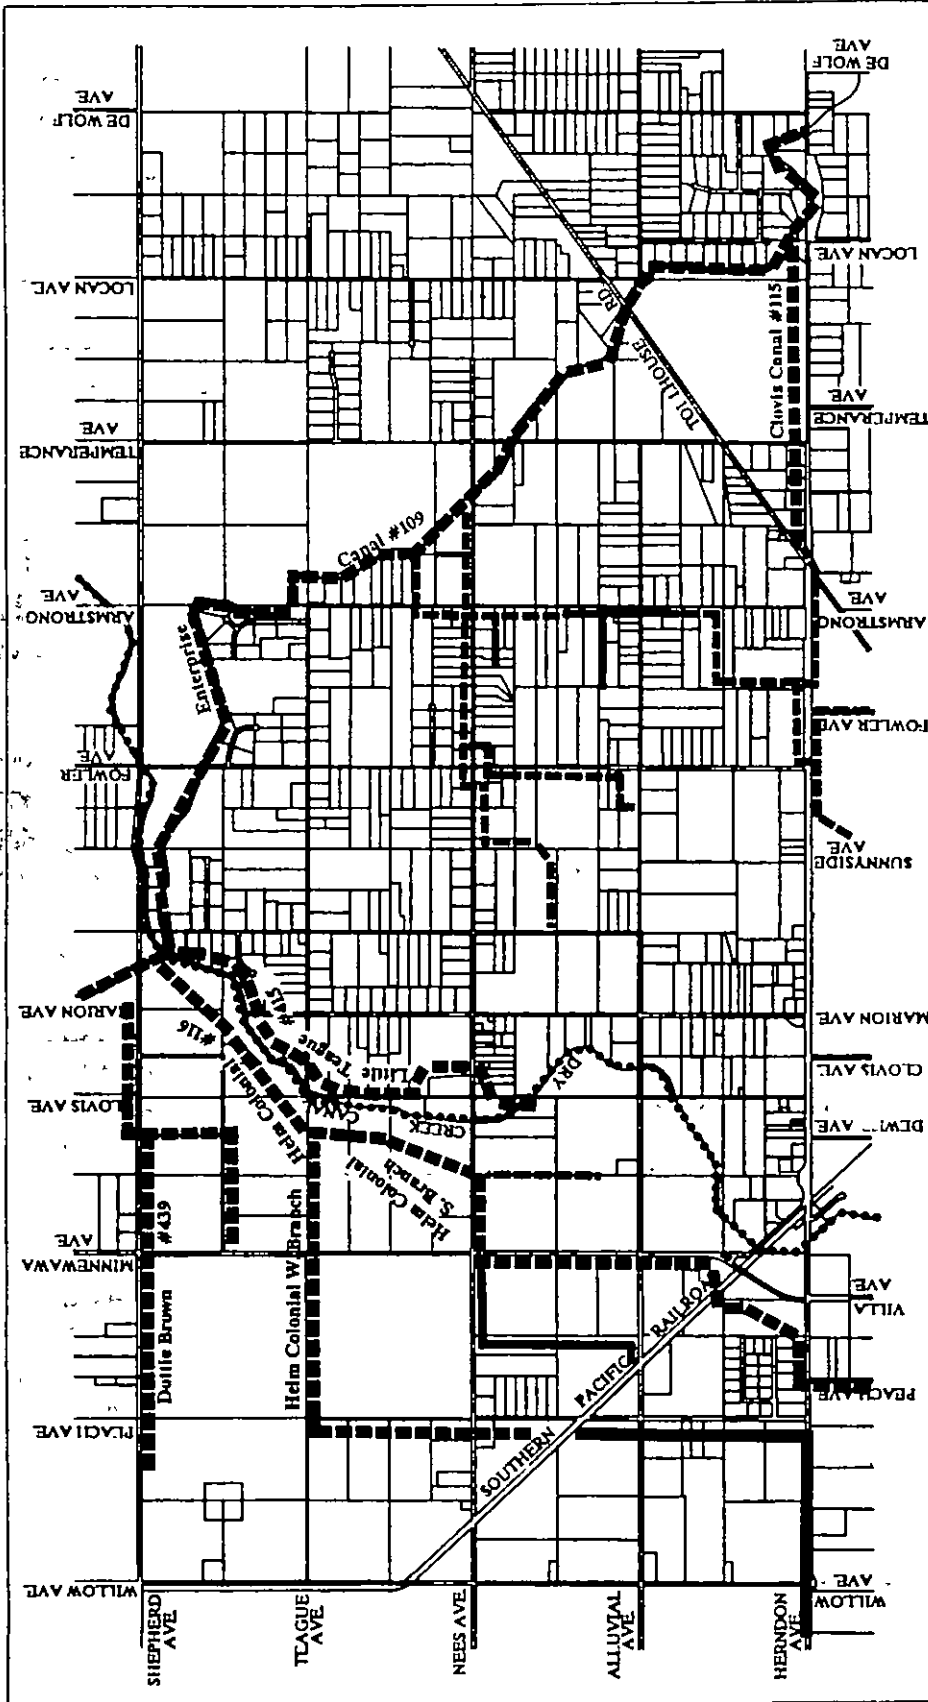 DE WOLF
AVE
LOCAN AVE
TEMPERANCE
AVE
ARMSTRONG
AVE
FOWLER
AVE
MARION AVE
CLOVIS AVE
MINNEWAWA
AVE
PEACH AVE
WILLOW AVE
DE WOLF
AVE
LOCAN AVE
TEMPERANCE
AVE
ARMSTRONG
AVE
FOWLER AVE
SUNNYSIDE
AVE
MARION AVE
CLOVIS AVE
DEWITT AVE
VILLA
AVE
PEACH AVE
WILLOW
AVE
SHEPHERD
AVE.
TEAGUE
AVE.
NEES AVE.
ALLUVIAL
AVE.
HERNDON
AVE.
TOLLHOUSE
RD
Clovis Canal #115
Canal #109
Enterprise
#116
Helm Colonial
#415
Little Teague
CANAL
CREEK
DRY
Helm Colonial
S. Branch
Helm Colonial W. Branch
#439
Dottie Brown
SOUTHERN PACIFIC RAILROAD